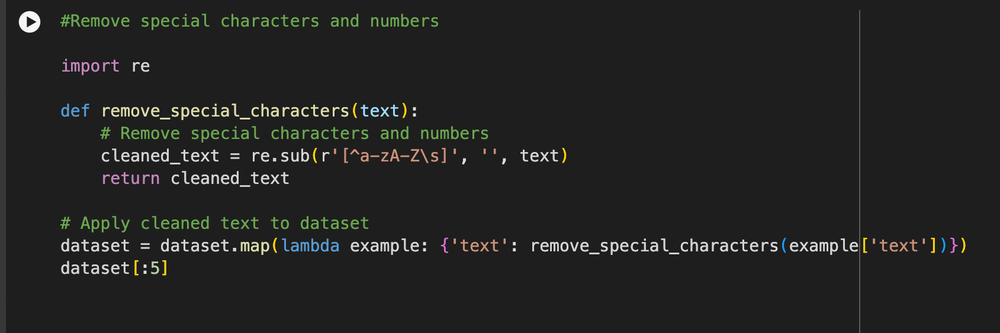 #Remove special characters and numbers
import re
def remove_special_characters(text):
    # Remove special characters and numbers
    cleaned_text = re.sub(r'[^a-zA-Z\s]', '', text)
    return cleaned_text
# Apply cleaned text to dataset
dataset = dataset.map(lambda example: {'text': remove_special_characters(example['text'])})
dataset[:5]